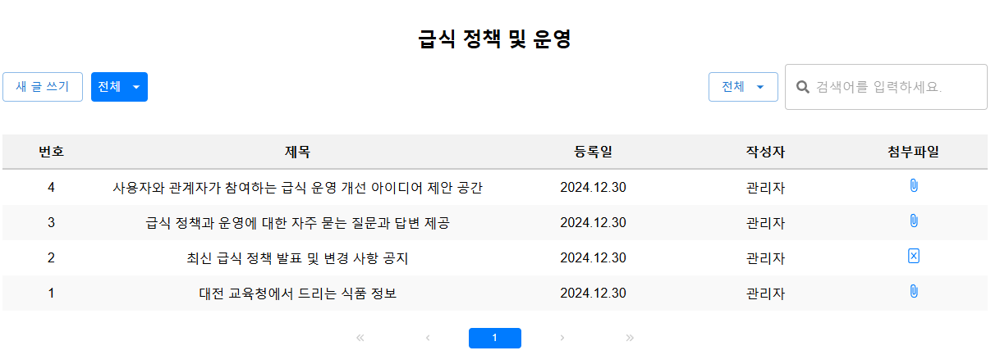 급식 정책 및 운영
새 글 쓰기 전체 전체 검색어를 입력하세요.
번호 제목 등록일 작성자 첨부파일
4 사용자와 관계자가 참여하는 급식 운영 개선 아이디어 제안 공간 2024.12.30 관리자
3 급식 정책과 운영에 대한 자주 묻는 질문과 답변 제공 2024.12.30 관리자
2 최신 급식 정책 발표 및 변경 사항 공지 2024.12.30 관리자
1 대전 교육청에서 드리는 식품 정보 2024.12.30 관리자
« ‹ 1 › »